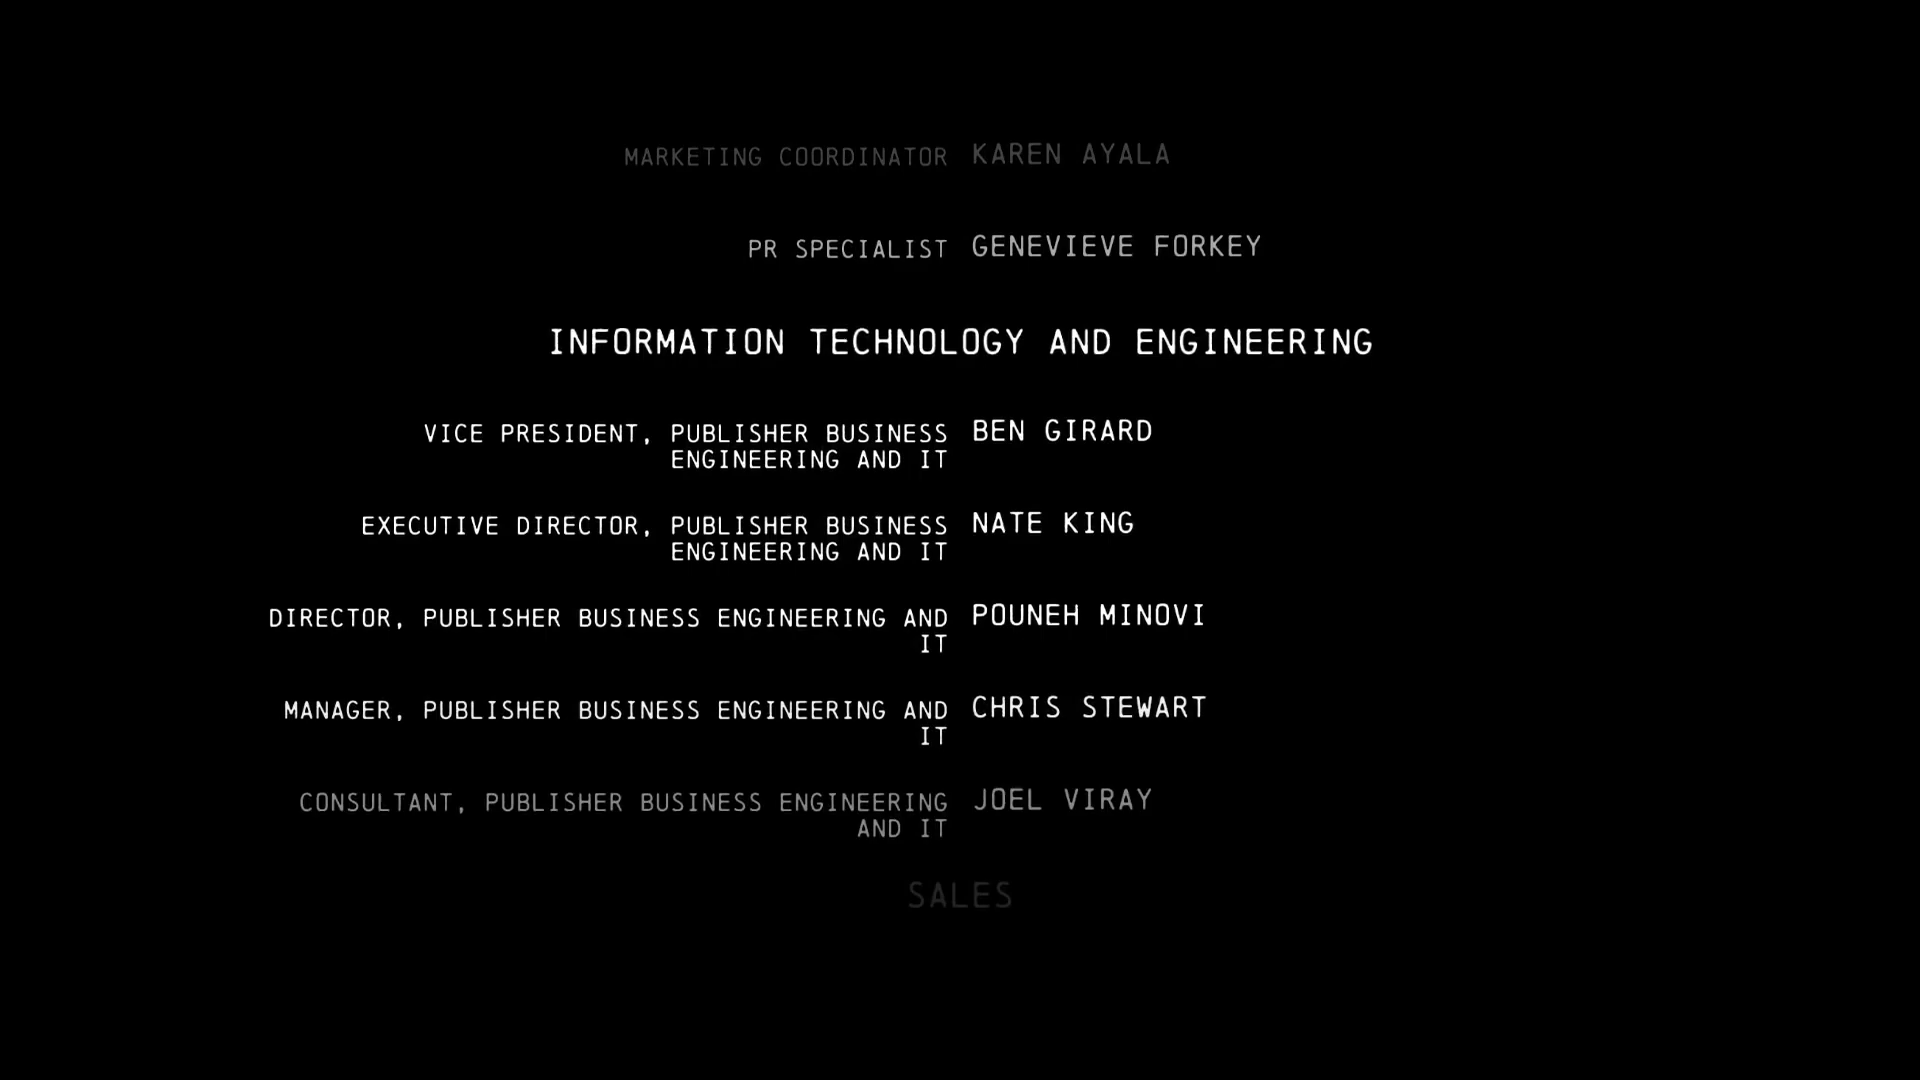 MARKETING COORDINATOR KAREN AYALA
PR SPECIALIST GENEVIEVE FORKEY
INFORMATION TECHNOLOGY AND ENGINEERING
VICE PRESIDENT, PUBLISHER BUSINESS BEN GIRARD
ENGINEERING AND IT
EXECUTIVE DIRECTOR, PUBLISHER BUSINESS NATE KING
ENGINEERING AND IT
DIRECTOR, PUBLISHER BUSINESS ENGINEERING AND POUNEH MINOVI
IT
MANAGER, PUBLISHER BUSINESS ENGINEERING AND CHRIS STEWART
IT
CONSULTANT, PUBLISHER BUSINESS ENGINEERING JOEL VIRAY
AND IT
SALES